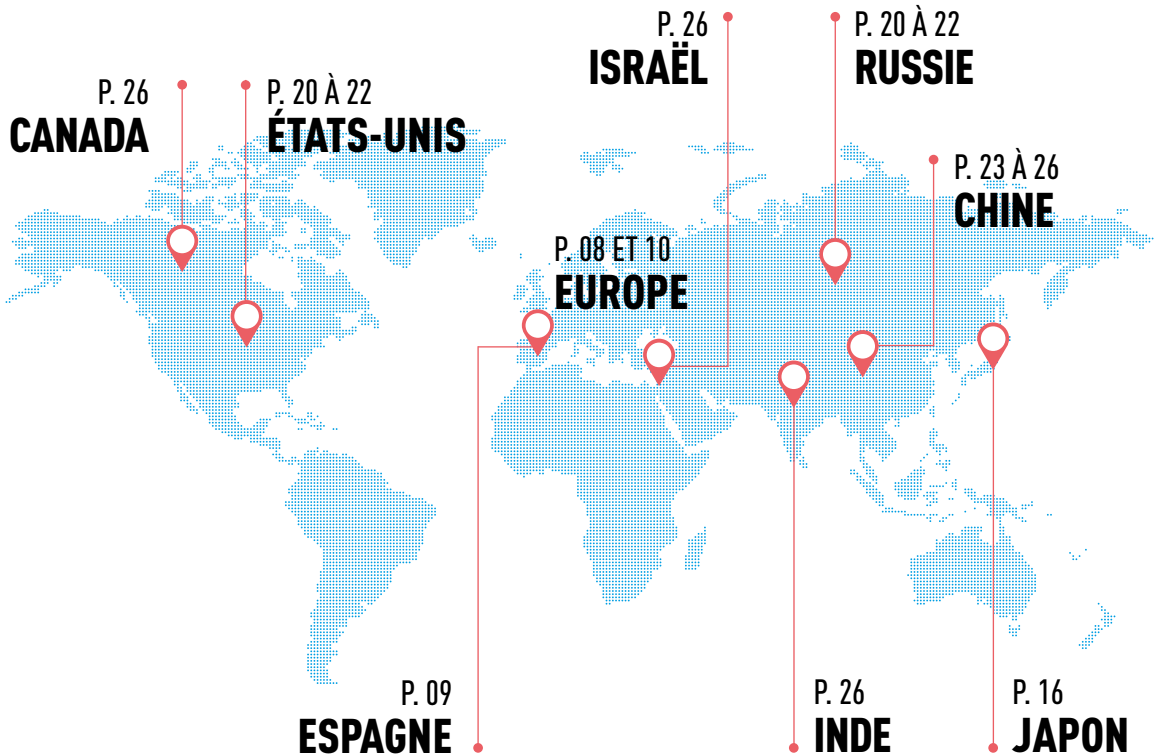 P. 26
ISRAËL
P. 20 À 22
RUSSIE
P. 26
CANADA
P. 20 À 22
ÉTATS-UNIS
P. 23 À 26
CHINE
P. 08 ET 10
EUROPE
P. 09
ESPAGNE
P. 26
INDE
P. 16
JAPON